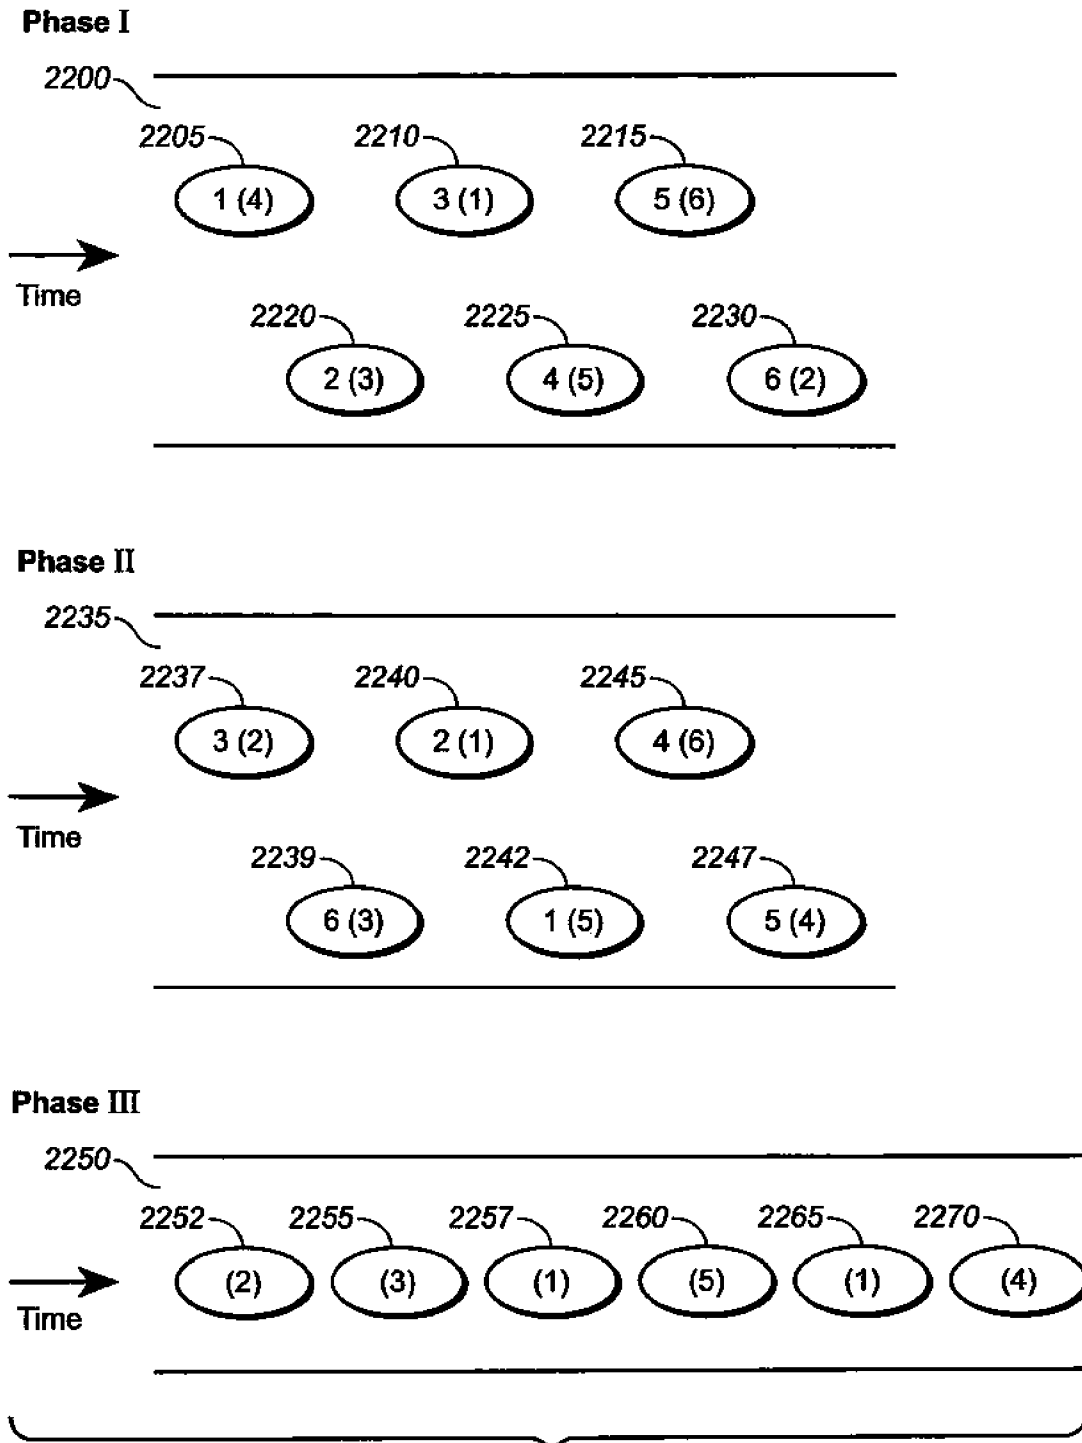 Phase I
2200
2205 2210 2215
1 (4) 3 (1) 5 (6)
Time
2220 2225 2230
2 (3) 4 (5) 6 (2)
Phase II
2235
2237 2240 2245
3 (2) 2 (1) 4 (6)
Time
2239 2242 2247
6 (3) 1 (5) 5 (4)
Phase III
2250
2252 2255 2257 2260 2265 2270
(2) (3) (1) (5) (1) (4)
Time